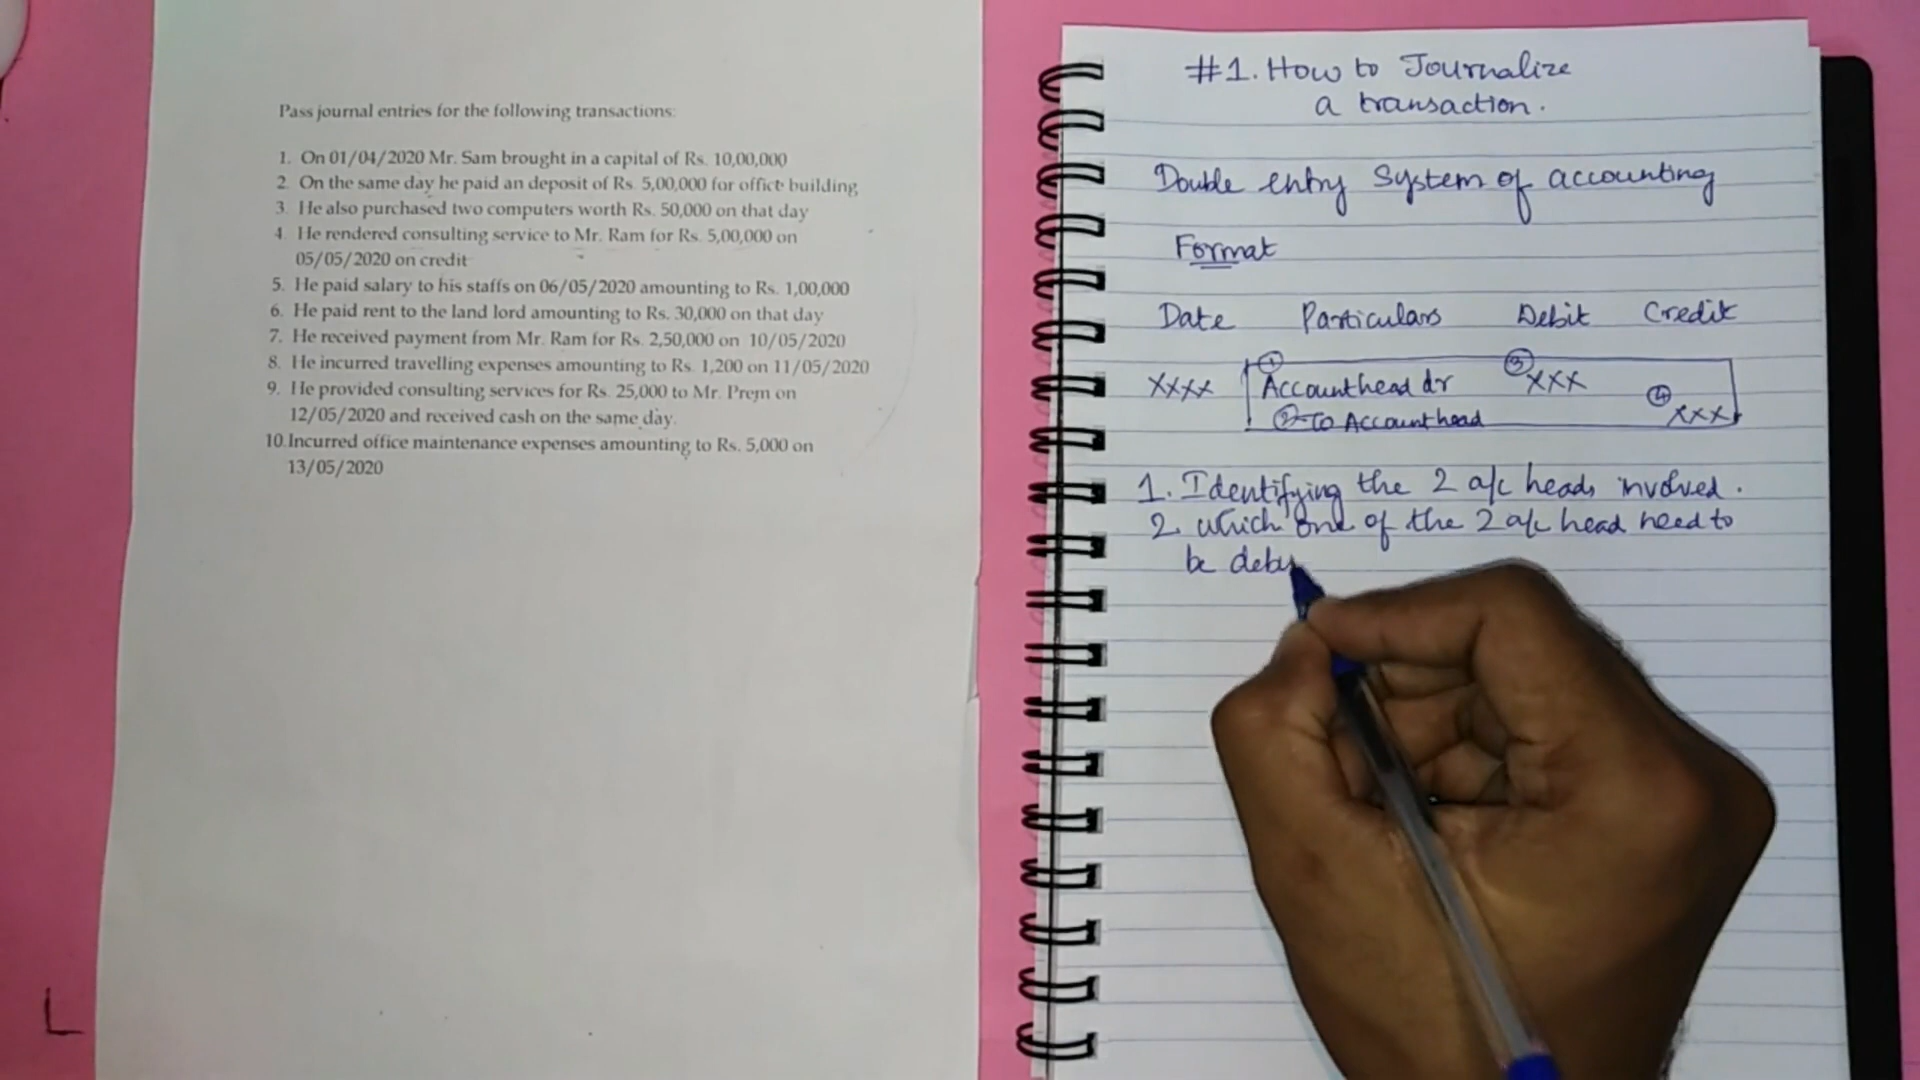 Pass journal entries for the following transactions:
1. On 01/04/2020 Mr. Sam brought in a capital of Rs. 10,00,000
2. On the same day he paid an deposit of Rs. 5,00,000 for office building
3. He also purchased two computers worth Rs. 50,000 on that day
4. He rendered consulting service to Mr. Ram for Rs. 5,00,000 on
05/05/2020 on credit
5. He paid salary to his staffs on 06/05/2020 amounting to Rs. 1,00,000
6. He paid rent to the land lord amounting to Rs. 30,000 on that day
7. He received payment from Mr. Ram for Rs. 2,50,000 on 10/05/2020
8. He incurred travelling expenses amounting to Rs. 1,200 on 11/05/2020
9. He provided consulting services for Rs. 25,000 to Mr. Prem on
12/05/2020 and received cash on the same day.
10. Incurred office maintenance expenses amounting to Rs. 5,000 on
13/05/2020
#1. How to Journalize
a transaction.
Double entry System of accounting
Format
Date Particulars Debit Credit
① ③
XXXX Account head dr XXX
④
② To Account head XXX
1. Identifying the 2 a/c heads involved.
2. which one of the 2 a/c head need to
be debi